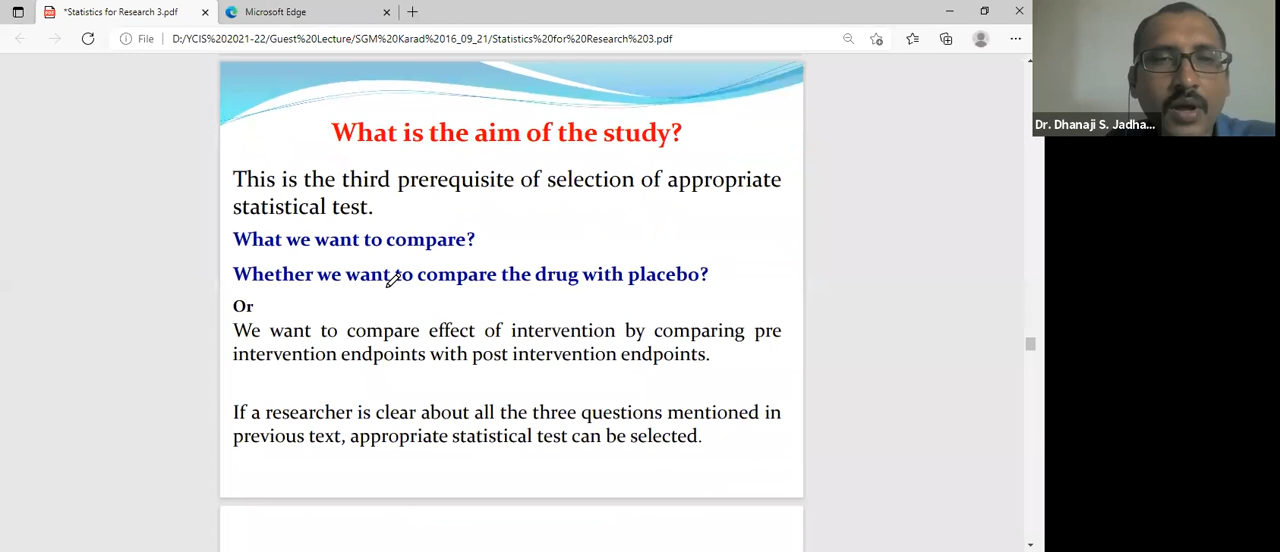 *Statistics for Research 3.pdf
Microsoft Edge
File
D:/YCIS%202021-22/Guest%20Lecture/SGM%20Karad%2016_09_21/Statistics%20for%20Research%203.pdf
Dr. Dhanaji S. Jadha...
What is the aim of the study?
This is the third prerequisite of selection of appropriate
statistical test.
What we want to compare?
Whether we want to compare the drug with placebo?
Or
We want to compare effect of intervention by comparing pre
intervention endpoints with post intervention endpoints.
If a researcher is clear about all the three questions mentioned in
previous text, appropriate statistical test can be selected.